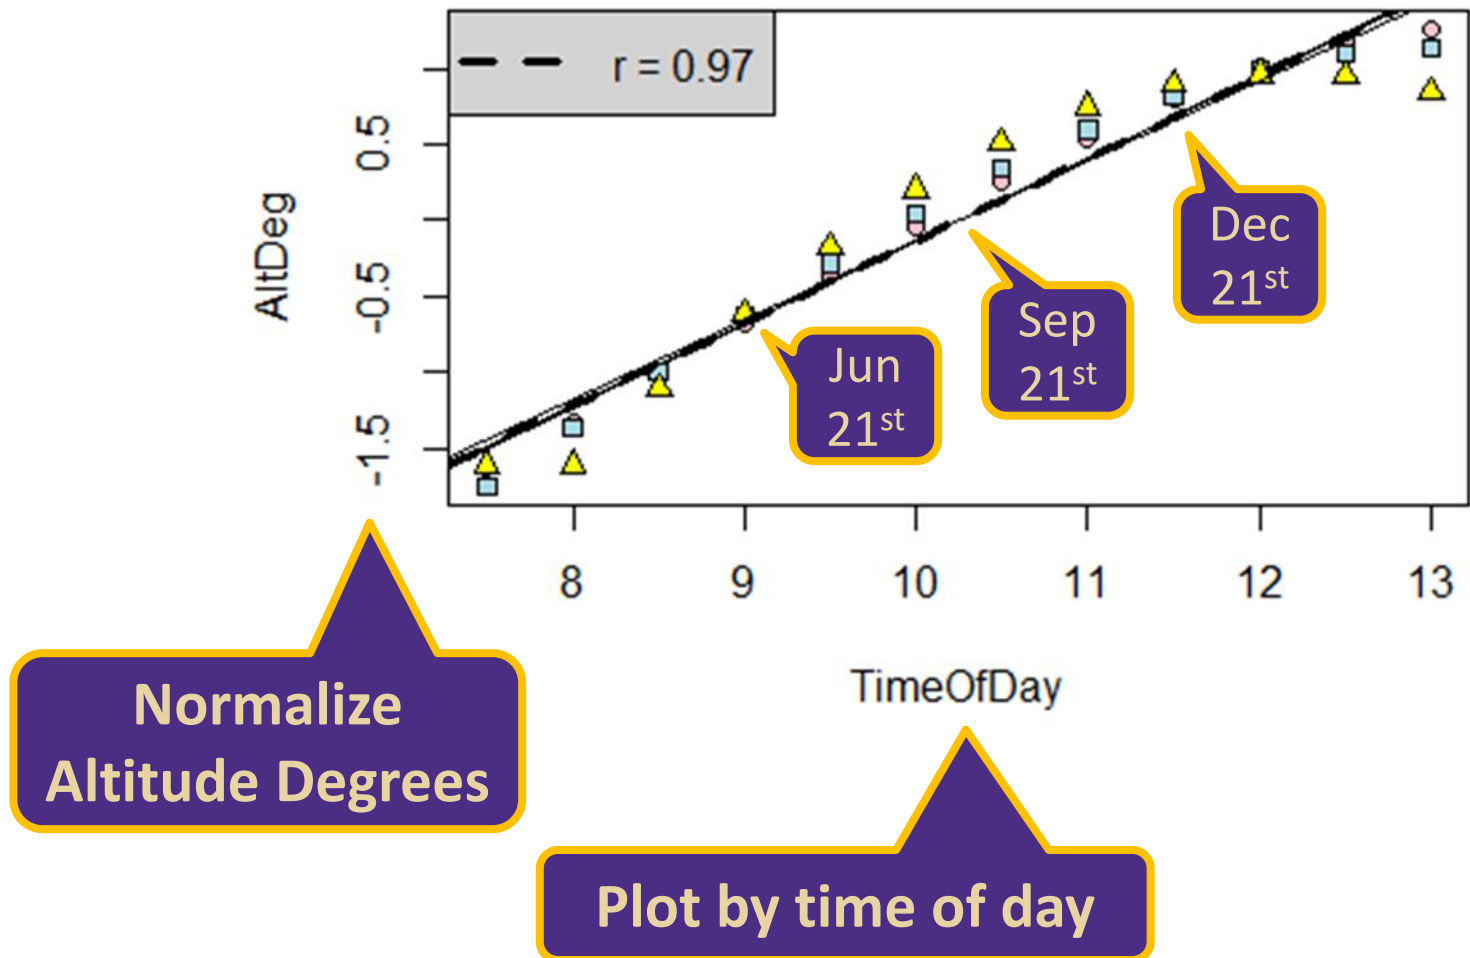 r = 0.97
0.5
-0.5
-1.5
AltDeg
8 9 10 11 12 13
TimeOfDay
Dec
21st
Sep
21st
Jun
21st
Normalize
Altitude Degrees
Plot by time of day